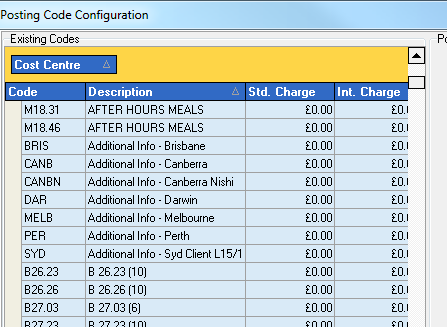 Posting Code Configuration
Existing Codes
Cost Centre
Code Description Std. Charge Int. Charge
M18.31 AFTER HOURS MEALS £0.00 £0.0
M18.46 AFTER HOURS MEALS £0.00 £0.0
BRIS Additional Info - Brisbane £0.00 £0.0
CANB Additional Info - Canberra £0.00 £0.0
CANBN Additional Info - Canberra Nishi £0.00 £0.0
DAR Additional Info - Darwin £0.00 £0.0
MELB Additional Info - Melbourne £0.00 £0.0
PER Additional Info - Perth £0.00 £0.0
SYD Additional Info - Syd Client L15/1 £0.00 £0.0
B26.23 B 26.23 (10) £0.00 £0.0
B26.26 B 26.26 (10) £0.00 £0.0
B27.03 B 27.03 (6) £0.00 £0.0
B27.23 B 27.23 (10) £0.00 £0.0